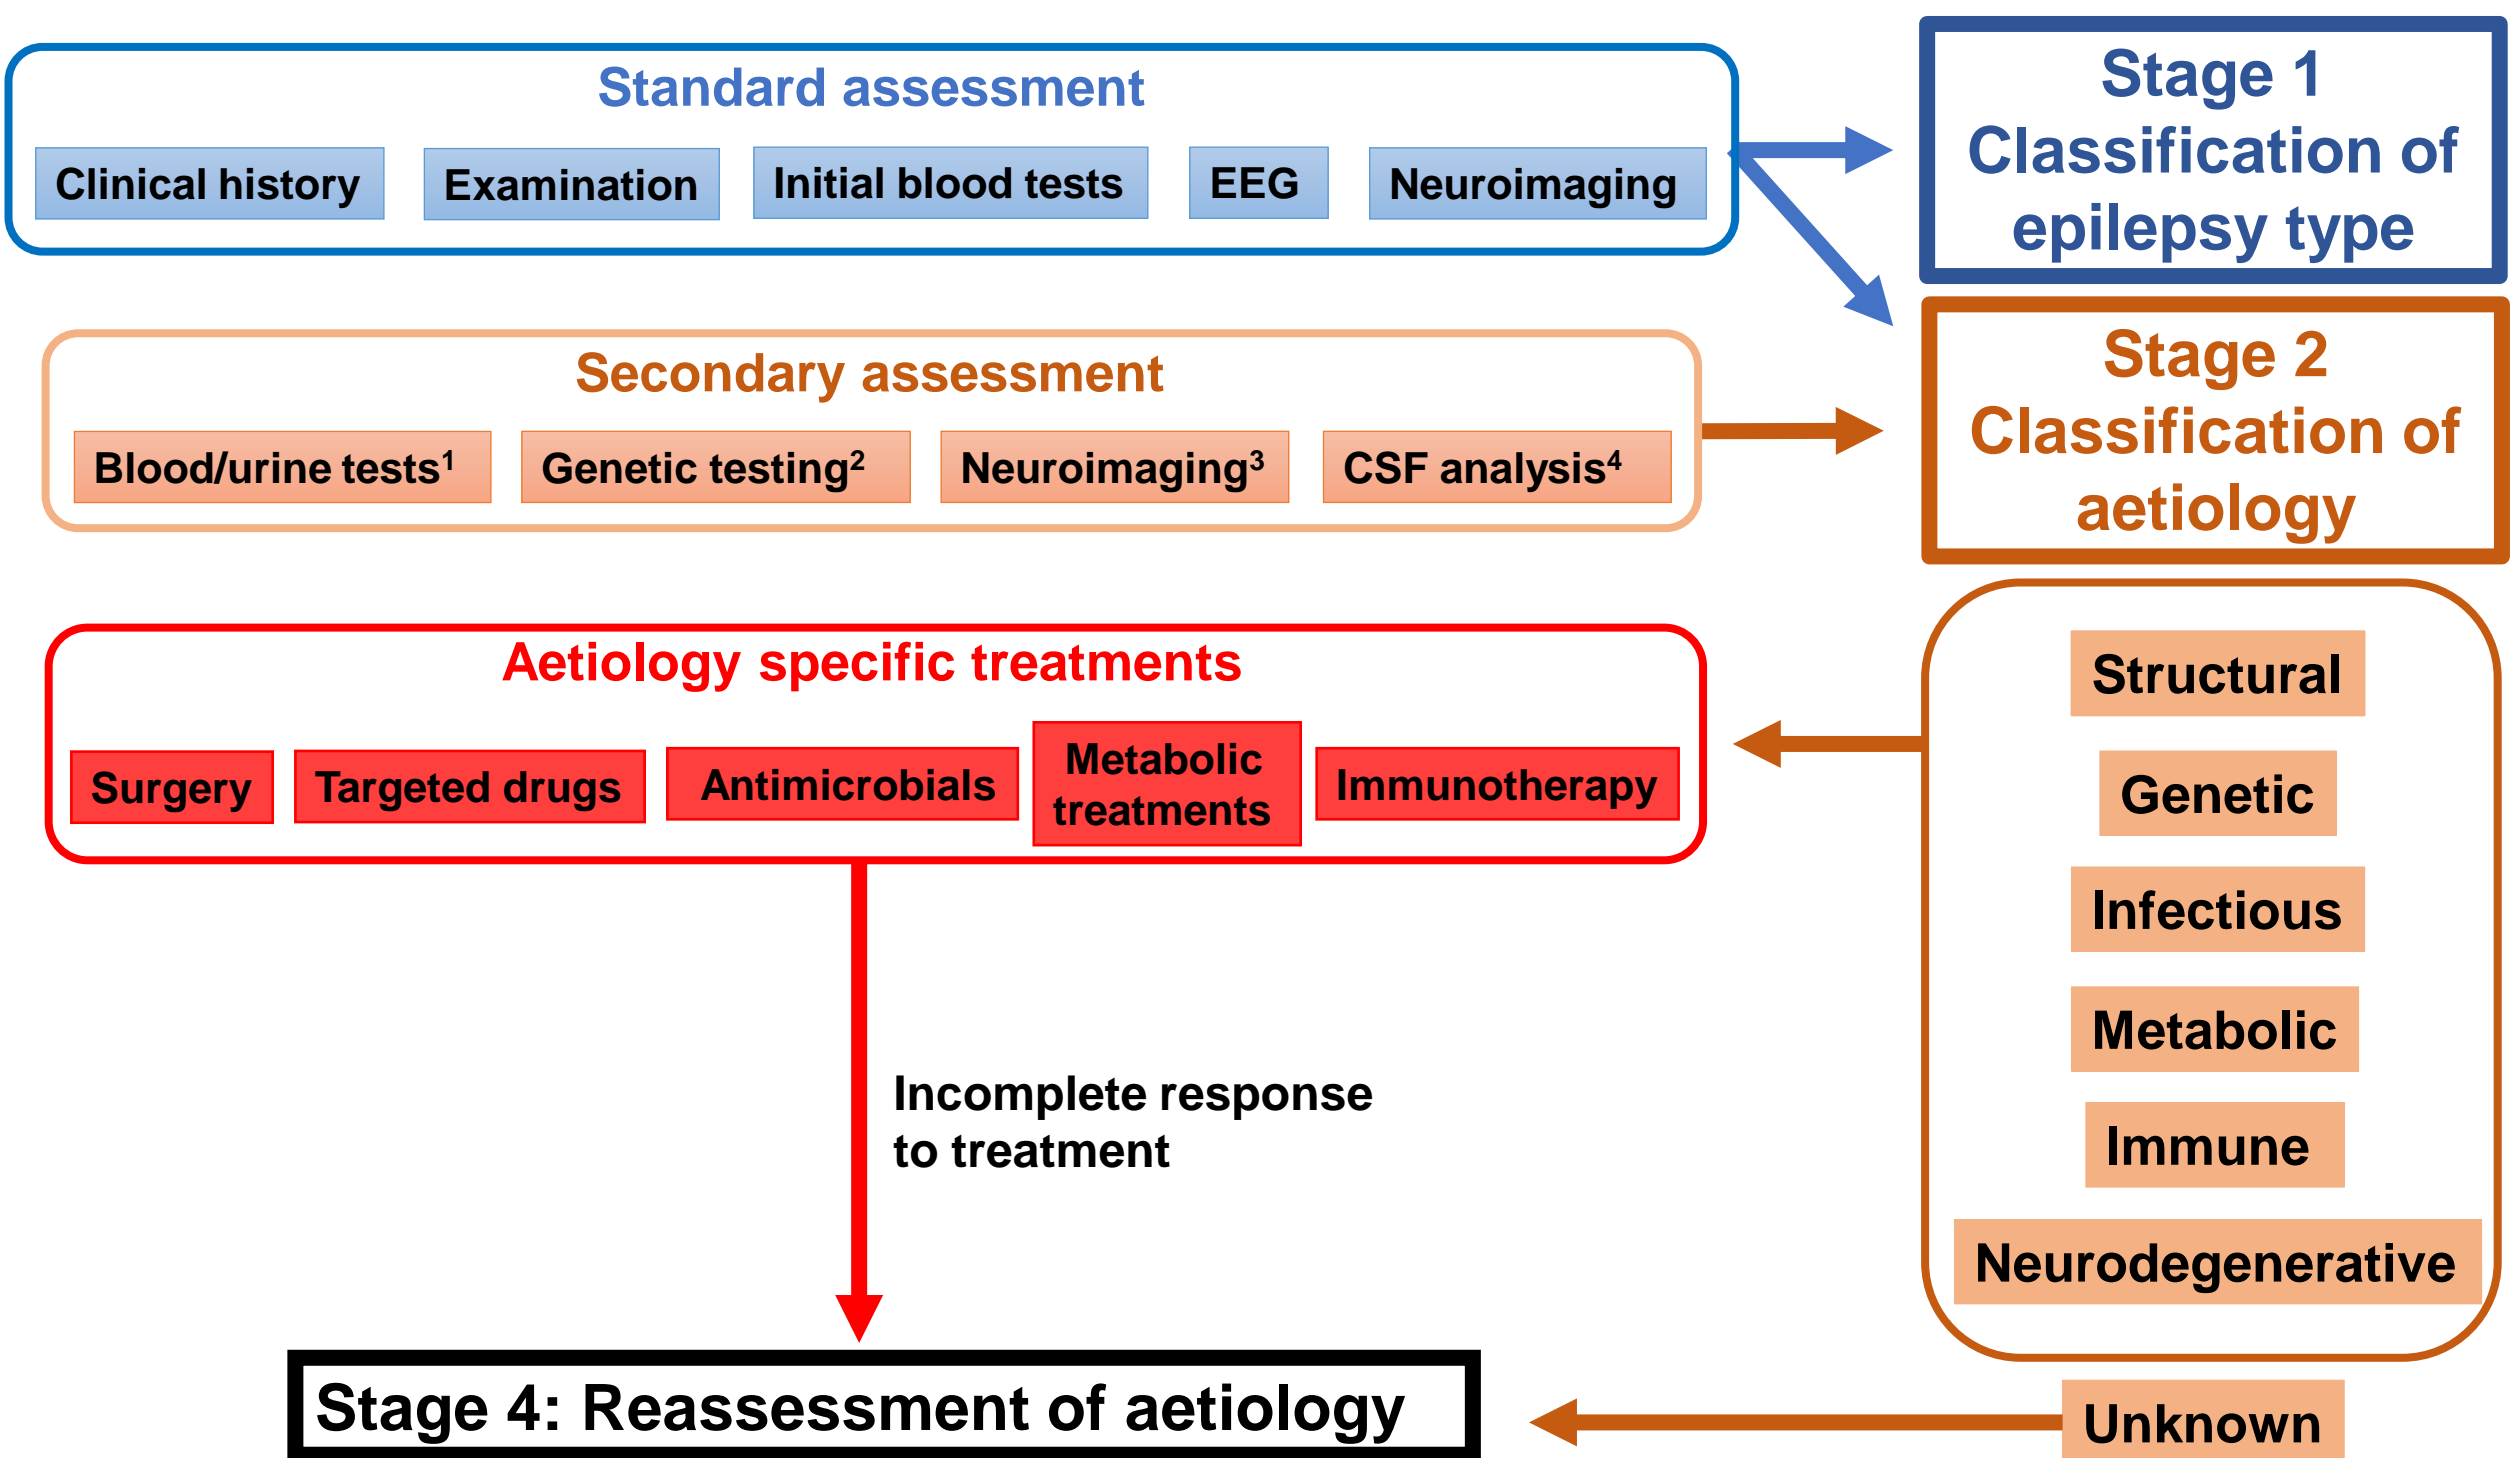 Standard assessment
Clinical history
Examination
Initial blood tests
EEG
Neuroimaging
Stage 1
Classification of
epilepsy type
Secondary assessment
Blood/urine tests¹
Genetic testing²
Neuroimaging³
CSF analysis⁴
Stage 2
Classification of
aetiology
Aetiology specific treatments
Surgery
Targeted drugs
Antimicrobials
Metabolic
treatments
Immunotherapy
Structural
Genetic
Infectious
Metabolic
Immune
Neurodegenerative
Incomplete response
to treatment
Stage 4: Reassessment of aetiology
Unknown